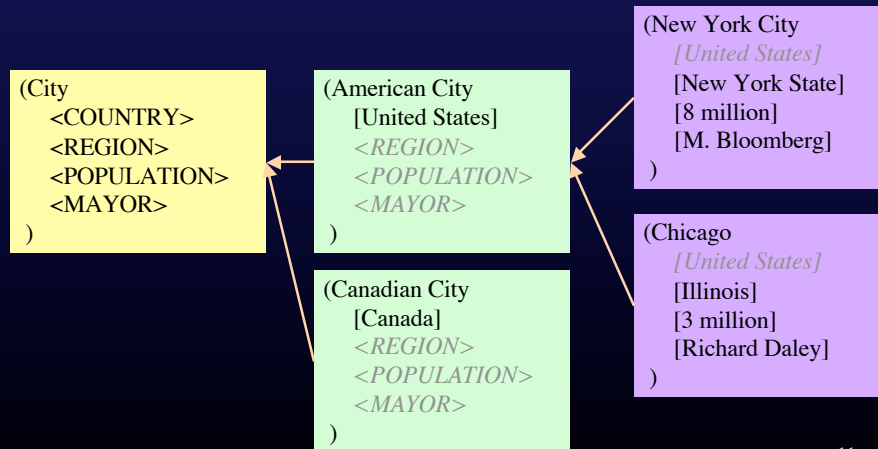 (City
<COUNTRY>
<REGION>
<POPULATION>
<MAYOR>
)
(American City
[United States]
<REGION>
<POPULATION>
<MAYOR>
)
(Canadian City
[Canada]
<REGION>
<POPULATION>
<MAYOR>
)
(New York City
[United States]
[New York State]
[8 million]
[M. Bloomberg]
)
(Chicago
[United States]
[Illinois]
[3 million]
[Richard Daley]
)